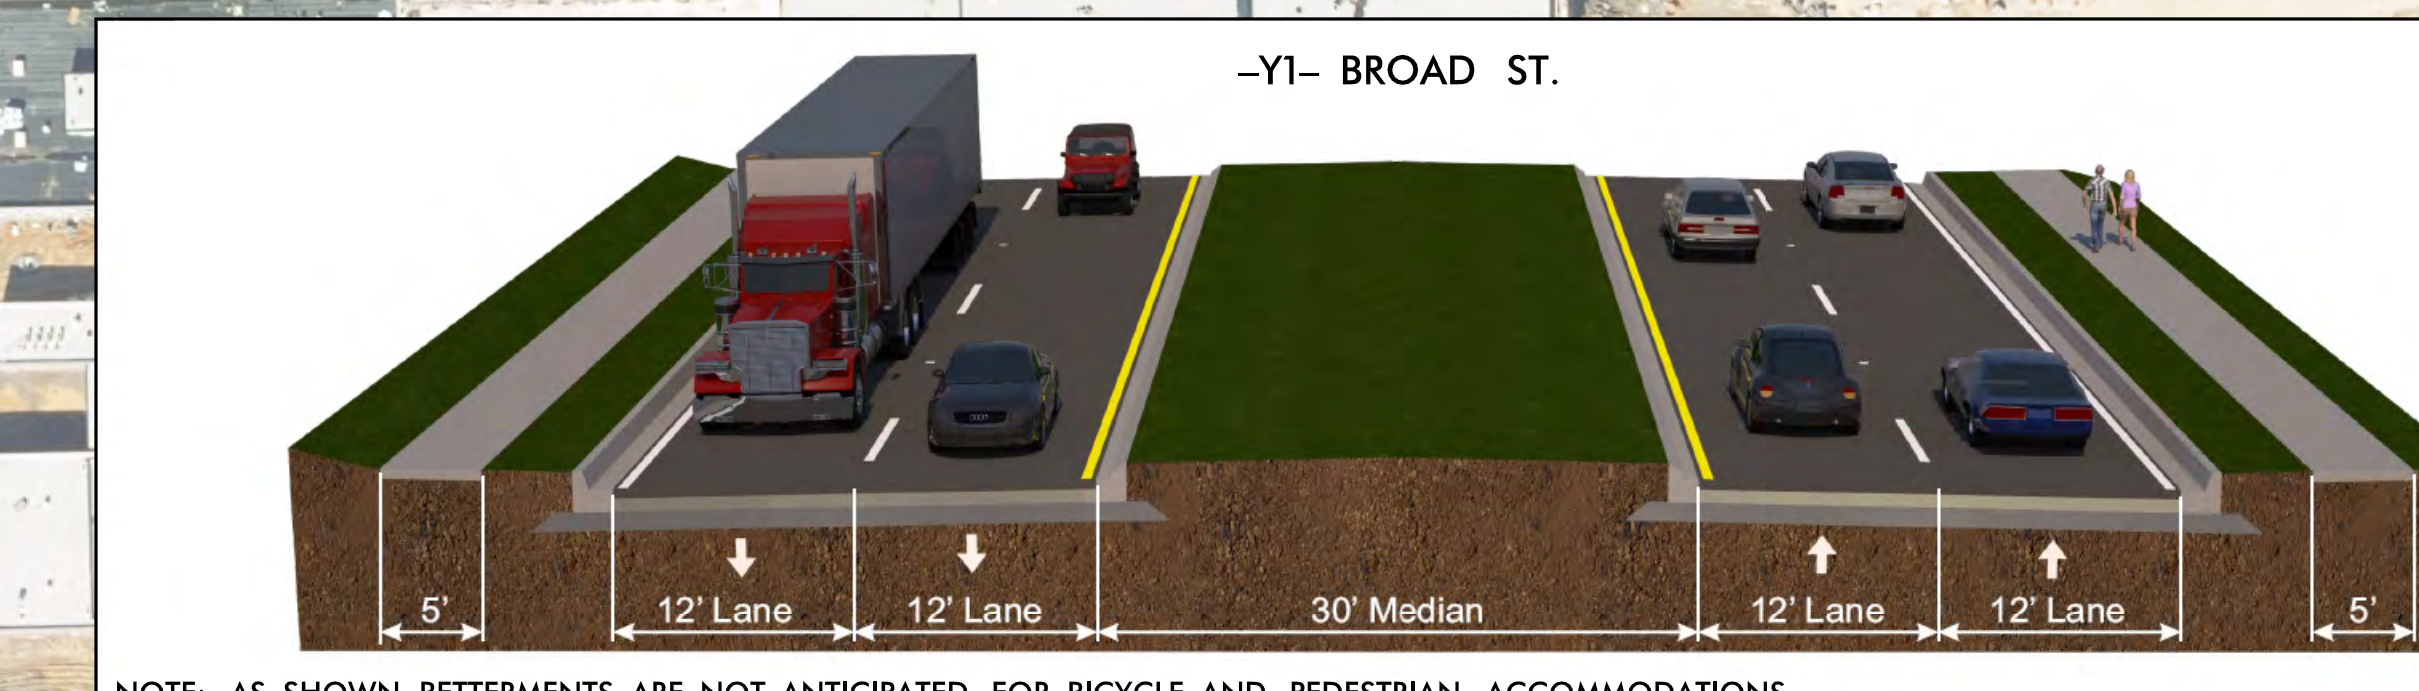 –Y1– BROAD ST.
5' 12' Lane 12' Lane 30' Median 12' Lane 12' Lane 5'
NOTE: AS SHOWN BETTERMENTS ARE NOT ANTICIPATED FOR BICYCLE AND PEDESTRIAN ACCOMMODATIONS